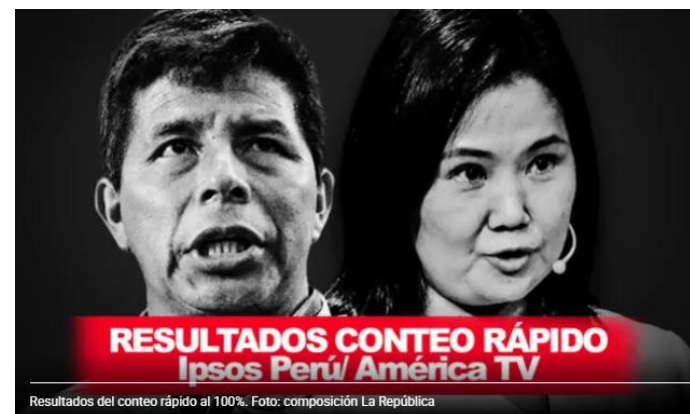 RESULTADOS CONTEO RÁPIDO
Ipsos Perú/ América TV
Resultados del conteo rápido al 100%. Foto: composición La República